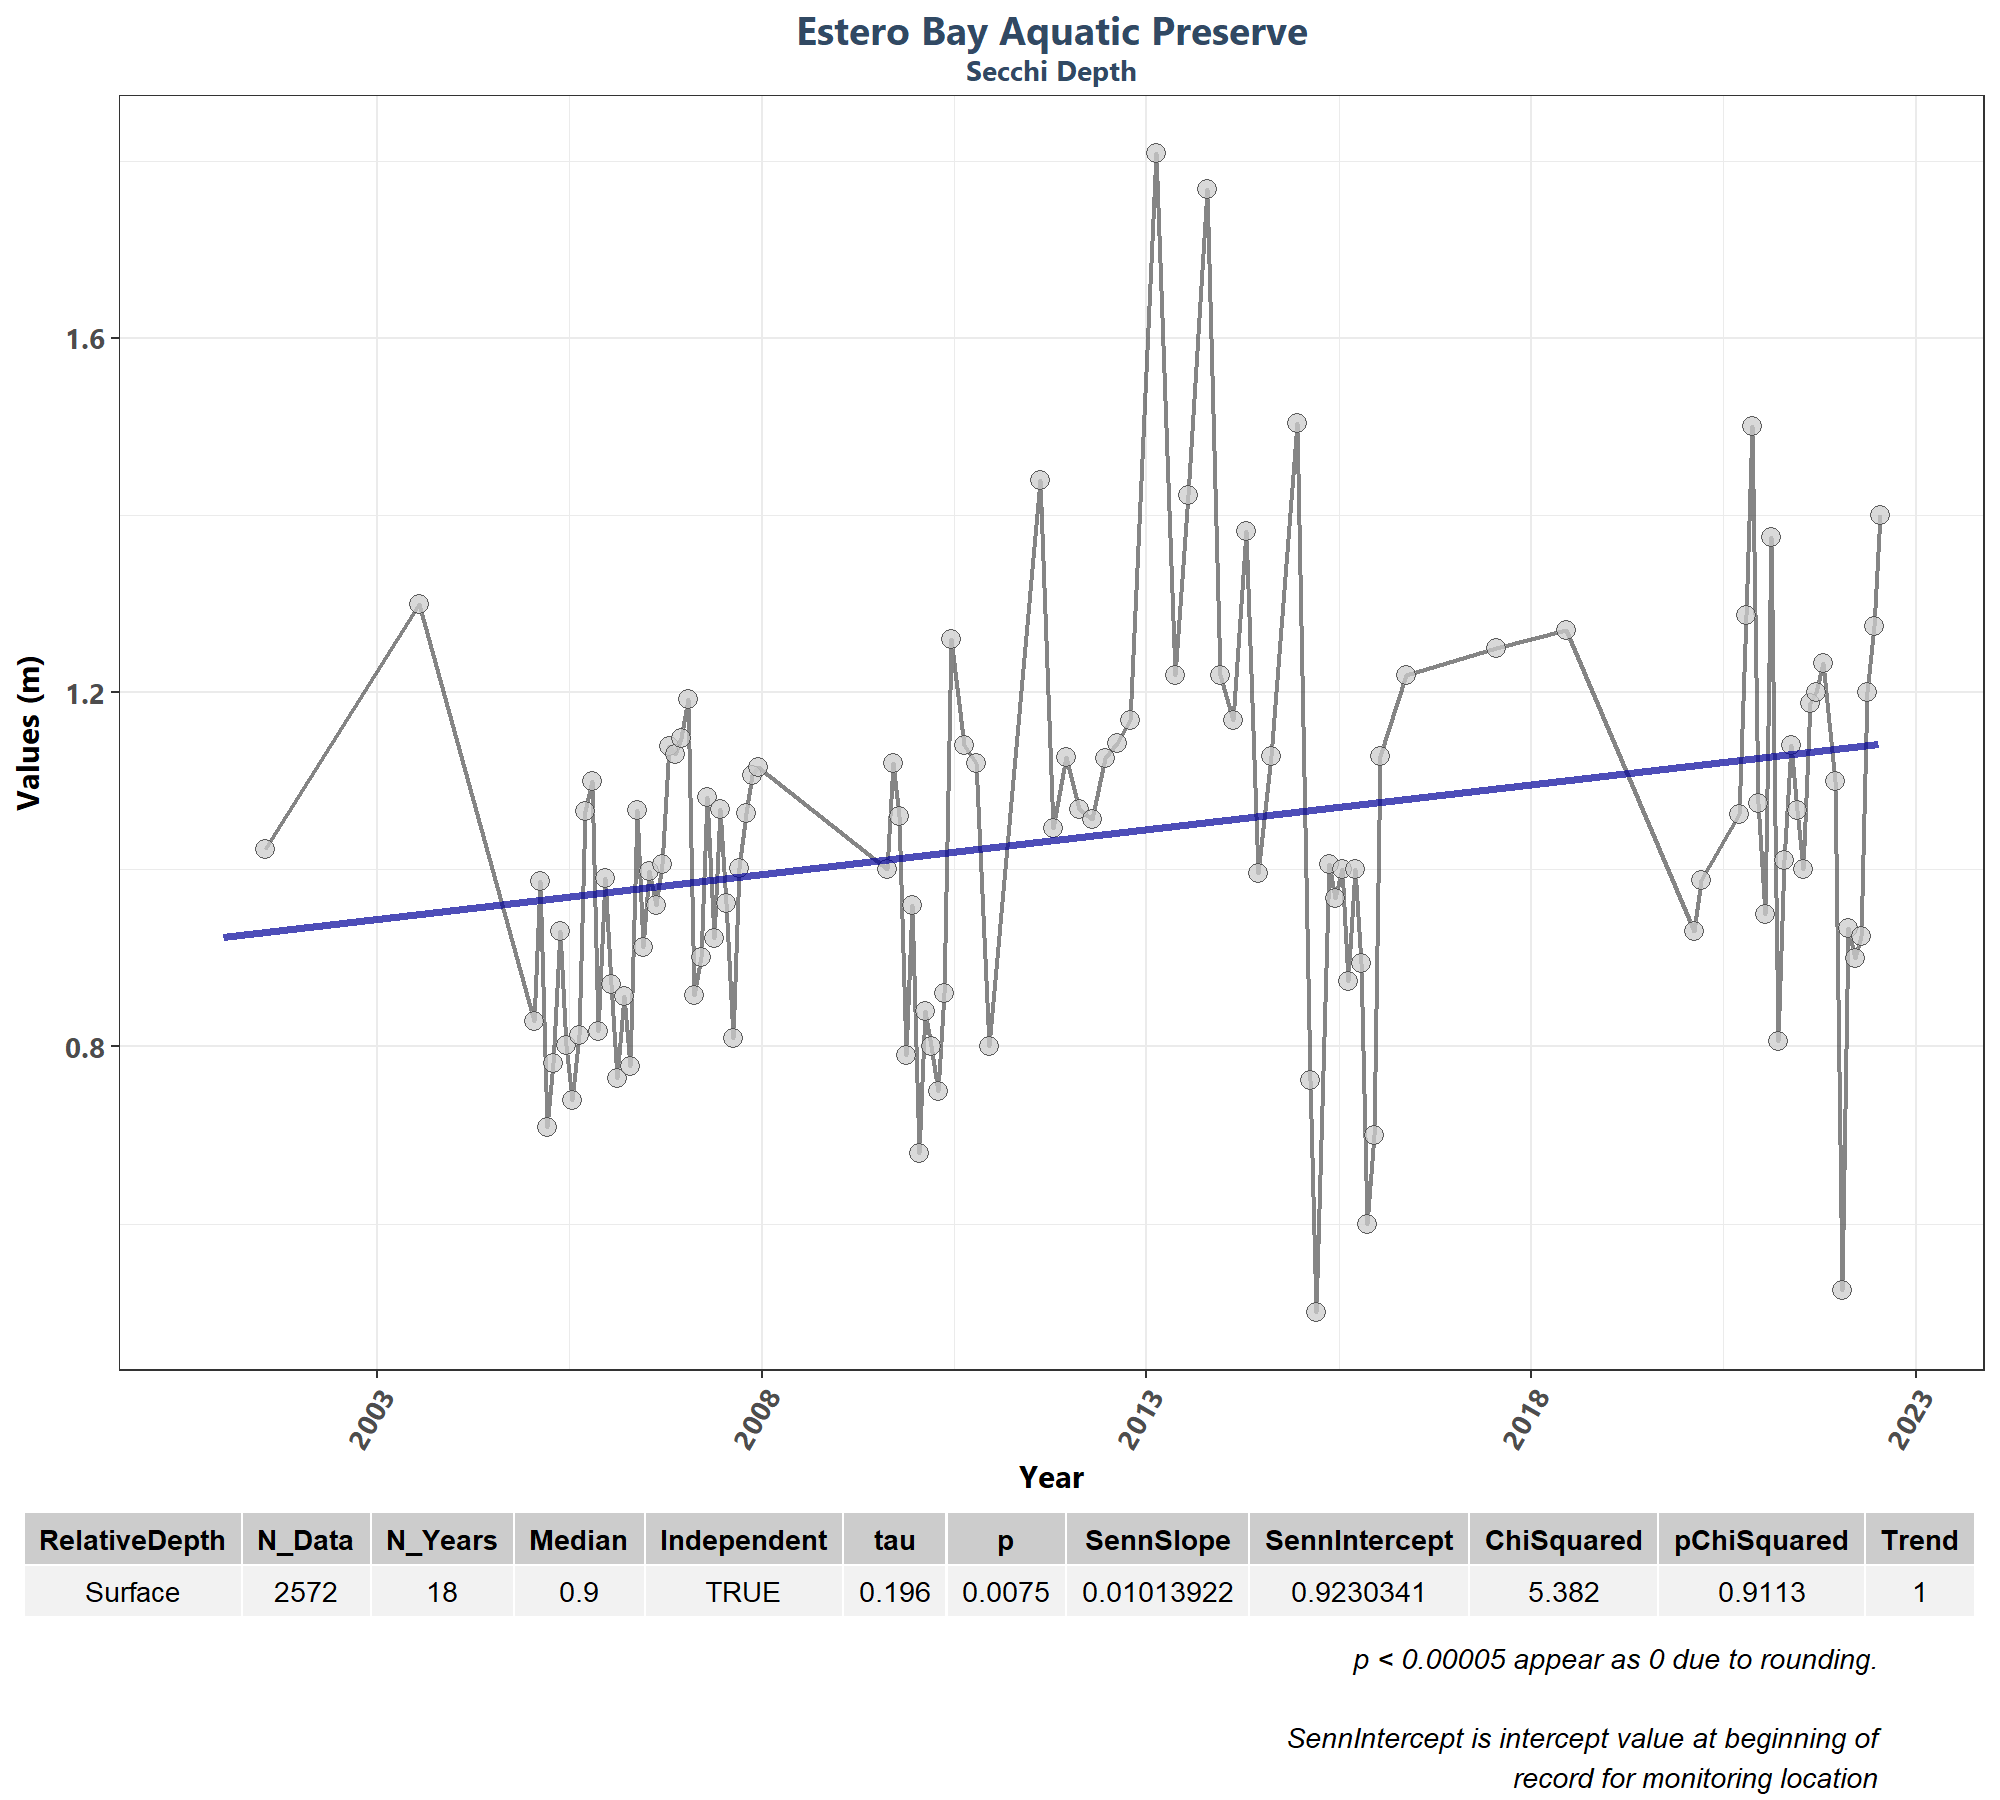 Estero Bay Aquatic Preserve
Secchi Depth
Values (m)
1.6
1.2
0.8
2003 2008 2013 2018 2023
Year
RelativeDepth N_Data N_Years Median Independent tau p SennSlope SennIntercept ChiSquared pChiSquared Trend
Surface 2572 18 0.9 TRUE 0.196 0.0075 0.01013922 0.9230341 5.382 0.9113 1
p < 0.00005 appear as 0 due to rounding.
SennIntercept is intercept value at beginning of
record for monitoring location